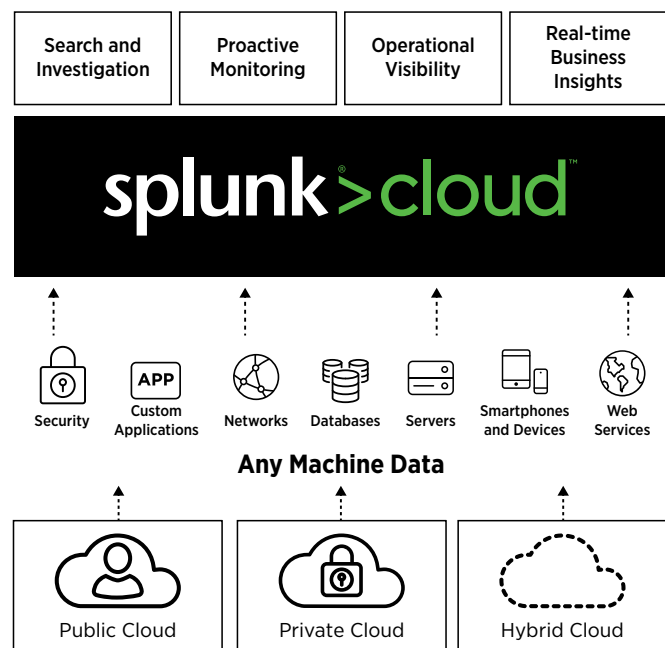 Search and
Investigation
Proactive
Monitoring
Operational
Visibility
Real-time
Business
Insights
splunk®>cloud™
Security
APP
Custom
Applications
Networks
Databases
Servers
Smartphones
and Devices
Web
Services
Any Machine Data
Public Cloud
Private Cloud
Hybrid Cloud